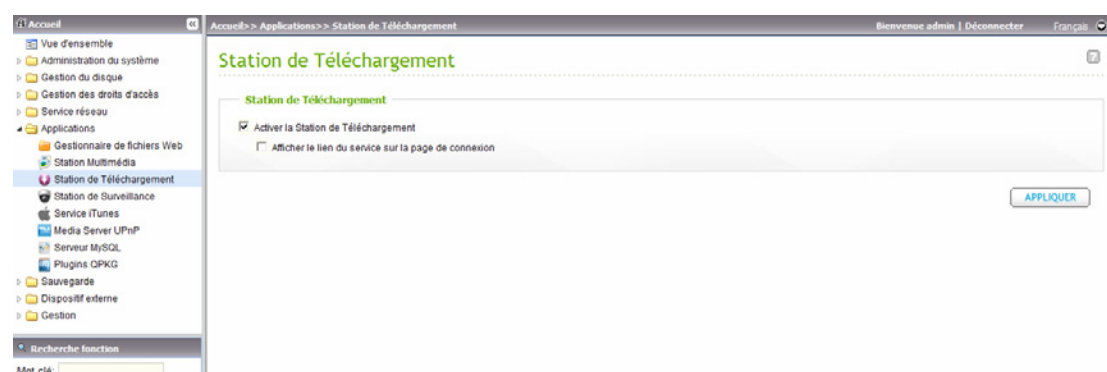 Accueil
Accueil>> Applications>> Station de Téléchargement
Bienvenue admin | Déconnecter
Français
Vue d'ensemble
Administration du système
Gestion du disque
Gestion des droits d'accès
Service réseau
Applications
Gestionnaire de fichiers Web
Station Multimédia
Station de Téléchargement
Station de Surveillance
Service iTunes
Media Server UPnP
Serveur MySQL
Plugins QPKG
Sauvegarde
Dispositif externe
Gestion
Recherche fonction
Mot clé:
Station de Téléchargement
Station de Téléchargement
Activer la Station de Téléchargement
Afficher le lien du service sur la page de connexion
APPLIQUER